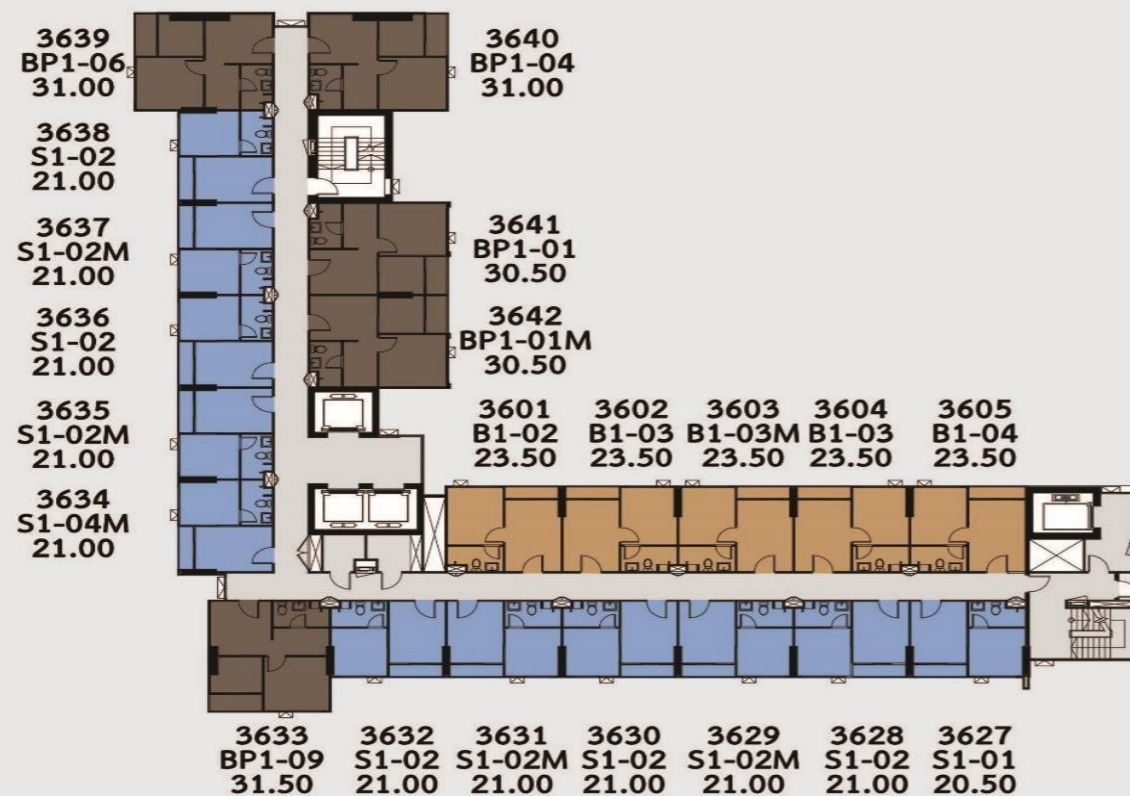 3639
BP1-06
31.00
3640
BP1-04
31.00
3638
S1-02
21.00
3637
S1-02M
21.00
3641
BP1-01
30.50
3636
S1-02
21.00
3642
BP1-01M
30.50
3635
S1-02M
21.00
3634
S1-04M
21.00
3601
B1-02
23.50
3602
B1-03
23.50
3603
B1-03M
23.50
3604
B1-03
23.50
3605
B1-04
23.50
3633
BP1-09
31.50
3632
S1-02
21.00
3631
S1-02M
21.00
3630
S1-02
21.00
3629
S1-02M
21.00
3628
S1-02
21.00
3627
S1-01
20.50